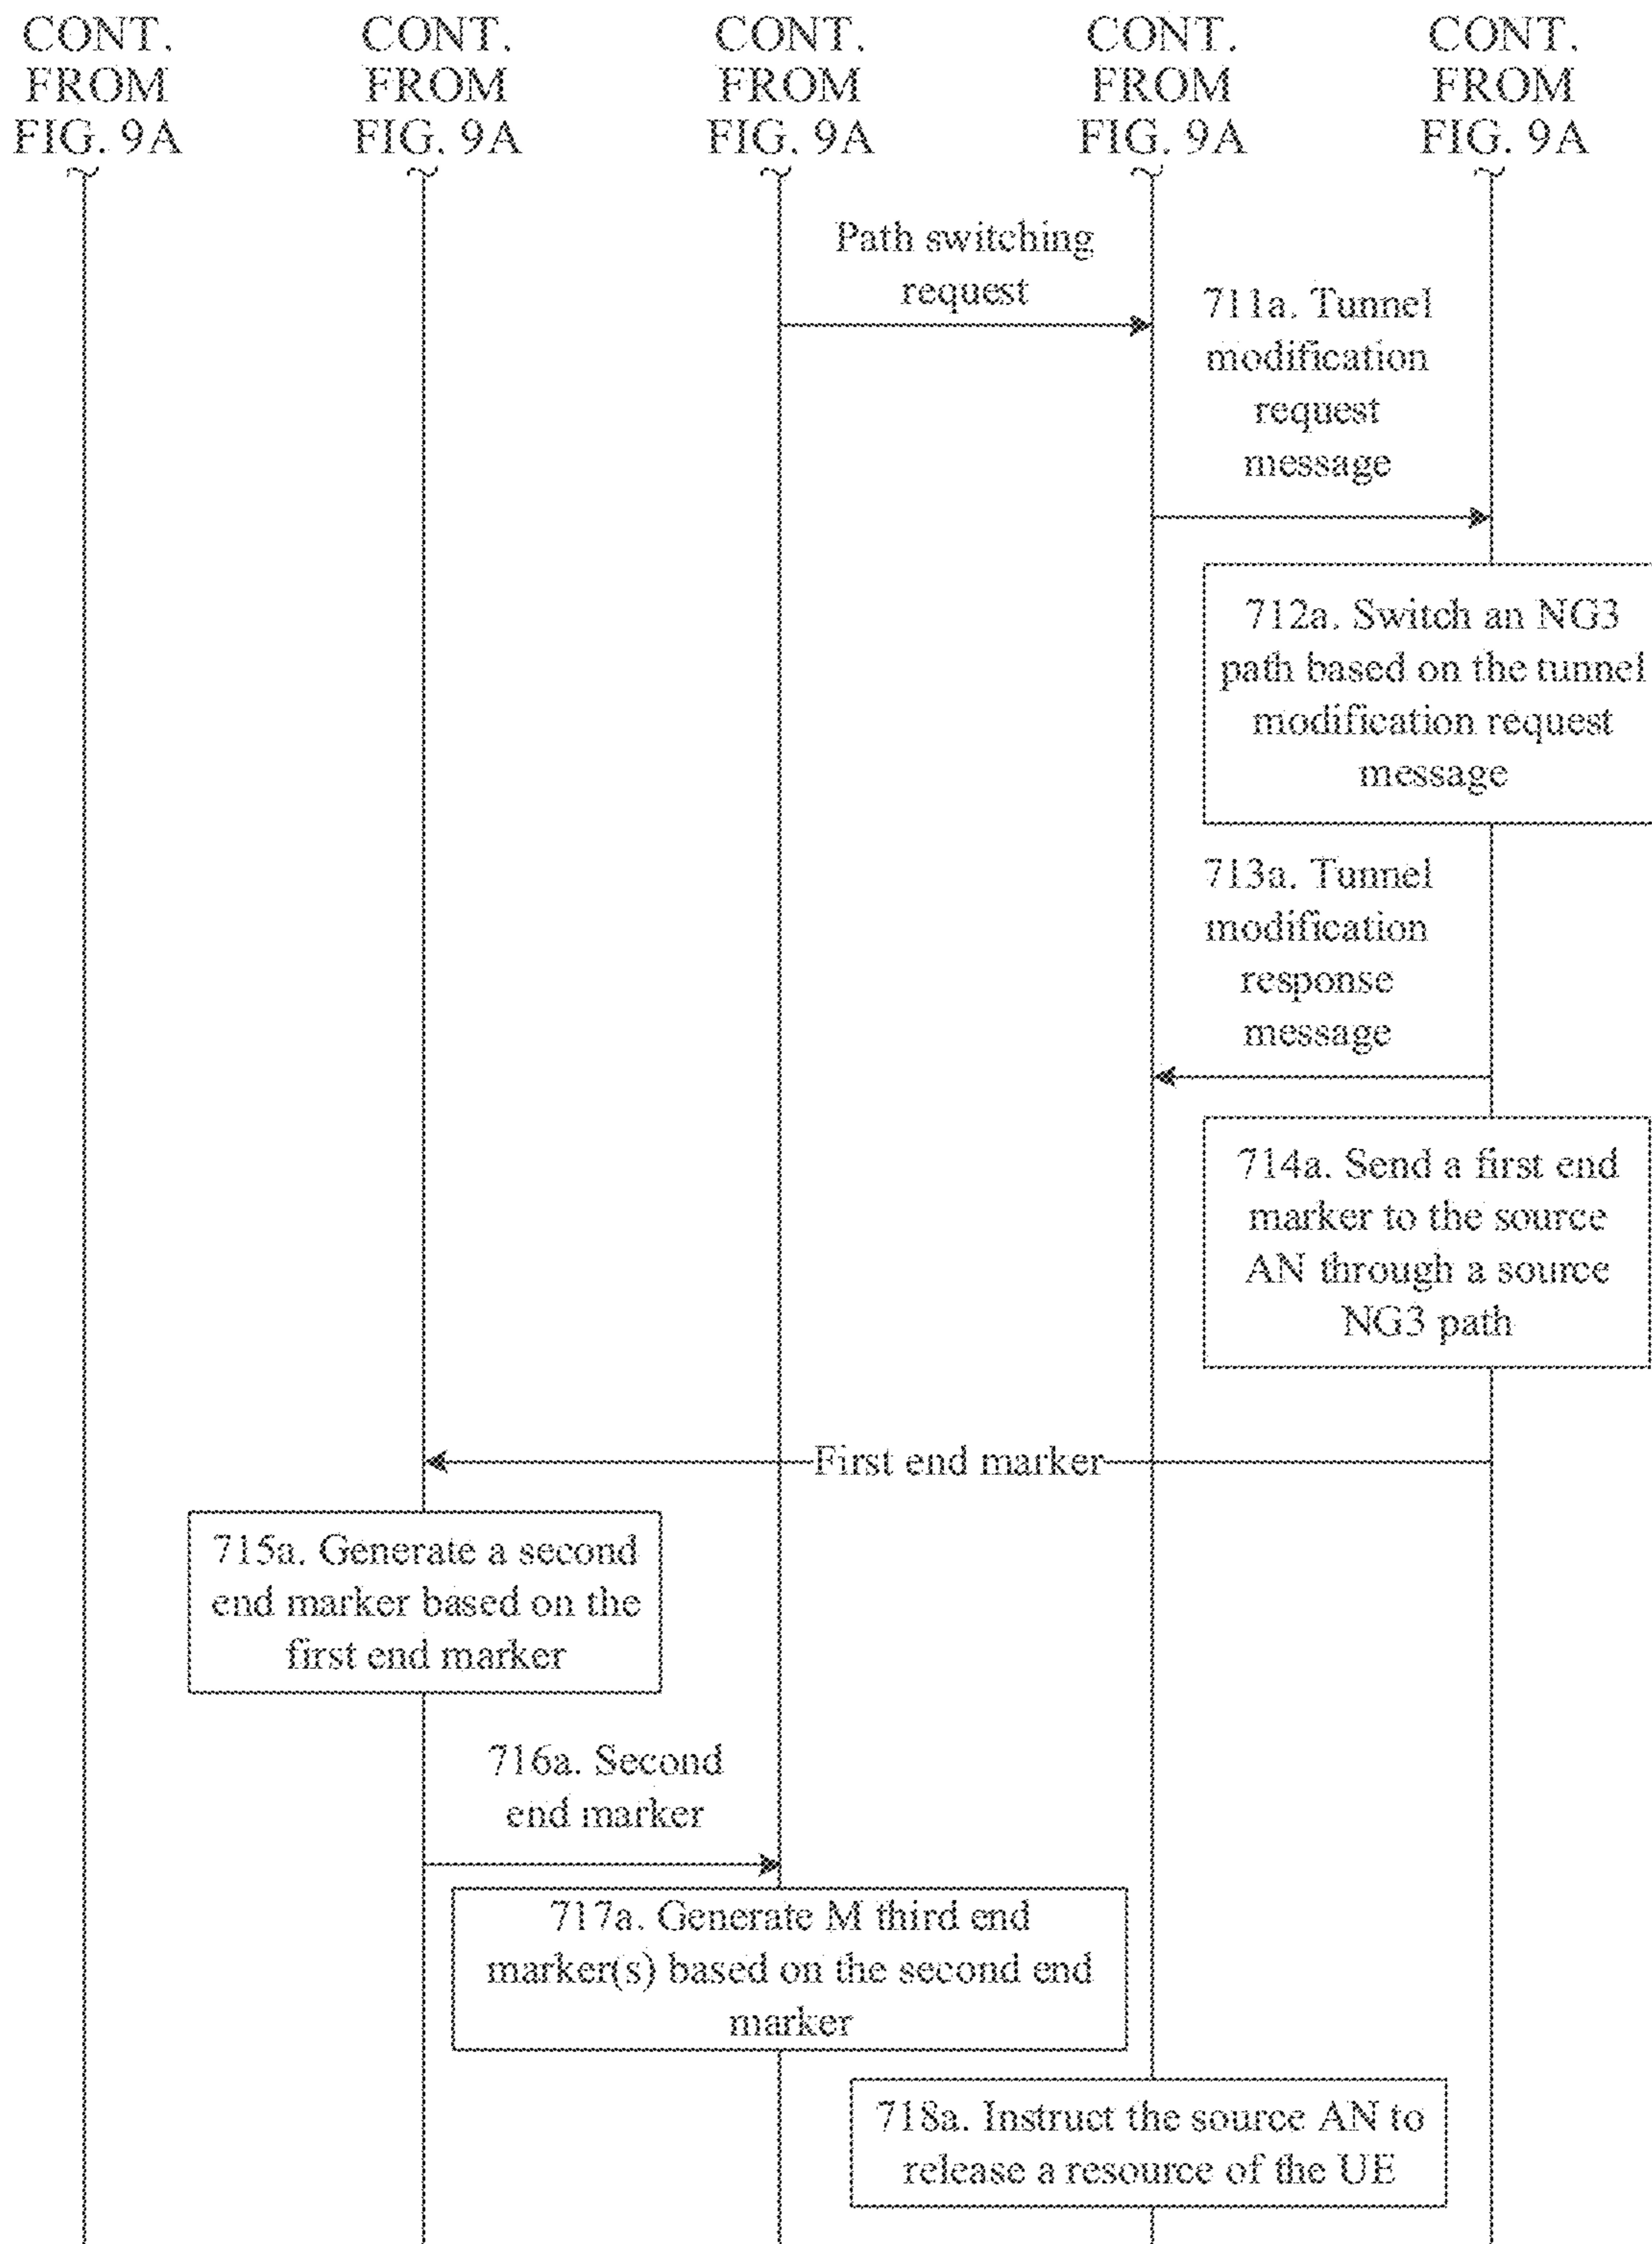 CONT.
FROM
FIG. 9A
CONT.
FROM
FIG. 9A
CONT.
FROM
FIG. 9A
CONT.
FROM
FIG. 9A
CONT.
FROM
FIG. 9A
Path switching
request
711a. Tunnel
modification
request
message
712a. Switch an NG3
path based on the tunnel
modification request
message
713a. Tunnel
modification
response
message
714a. Send a first end
marker to the source
AN through a source
NG3 path
First end marker
715a. Generate a second
end marker based on the
first end marker
716a. Second
end marker
717a. Generate M third end
marker(s) based on the second end
marker
718a. Instruct the source AN to
release a resource of the UE